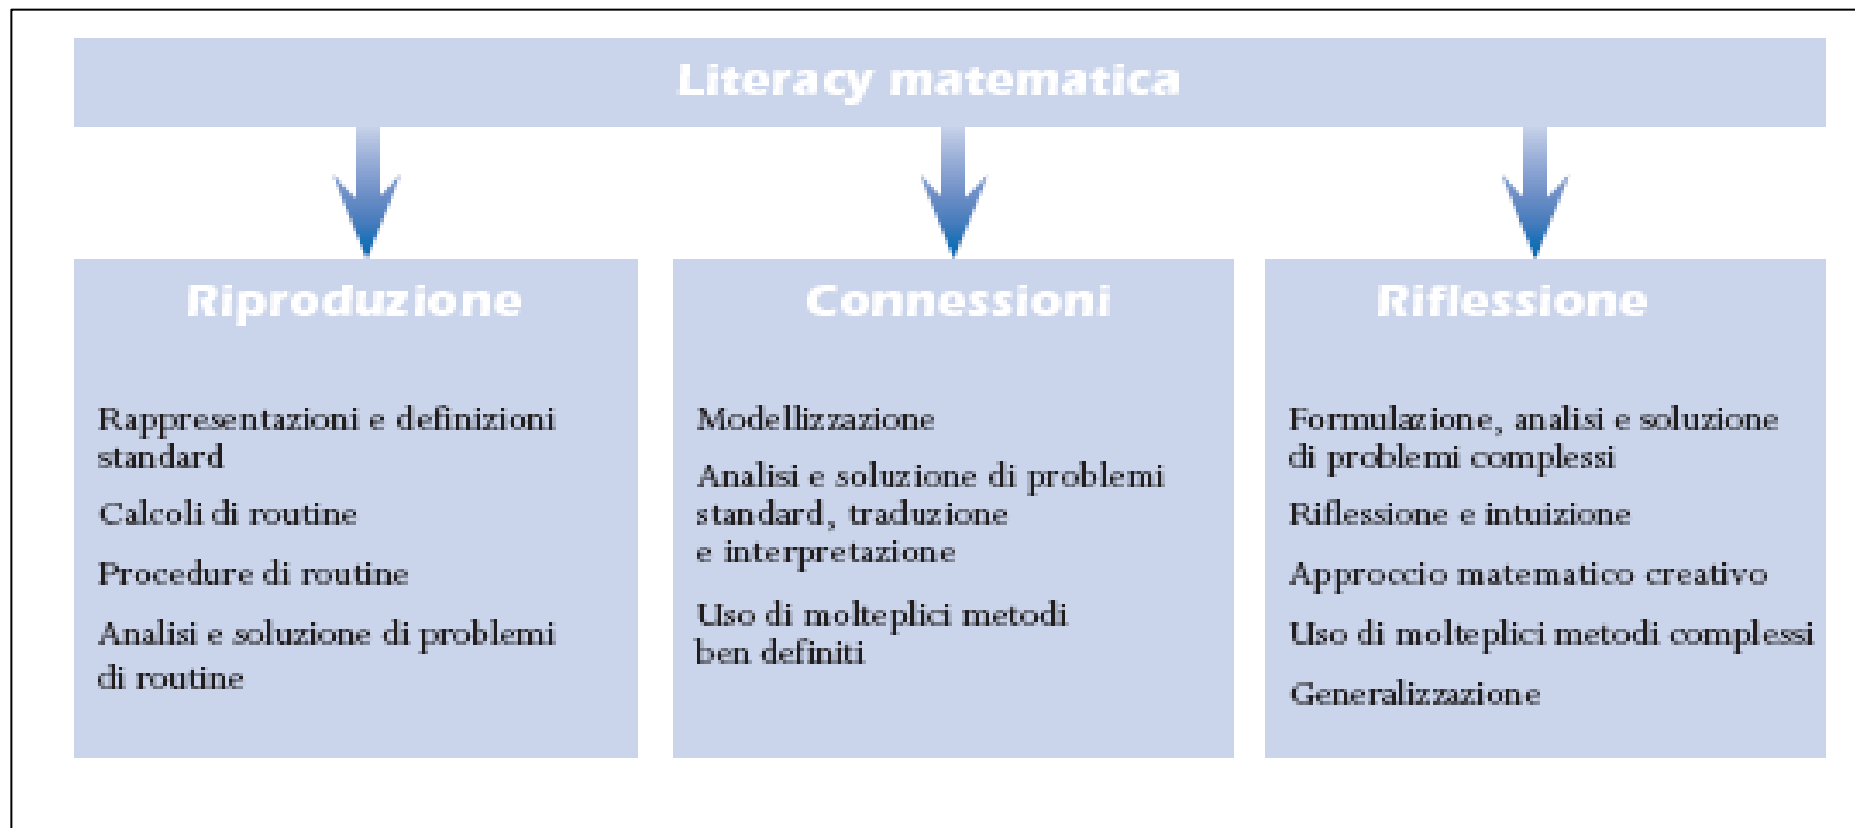 Literacy matematica
Riproduzione
Rappresentazioni e definizioni
standard
Calcoli di routine
Procedure di routine
Analisi e soluzione di problemi
di routine
Connessioni
Modellizzazione
Analisi e soluzione di problemi
standard, traduzione
e interpretazione
Uso di molteplici metodi
ben definiti
Riflessione
Formulazione, analisi e soluzione
di problemi complessi
Riflessione e intuizione
Approccio matematico creativo
Uso di molteplici metodi complessi
Generalizzazione